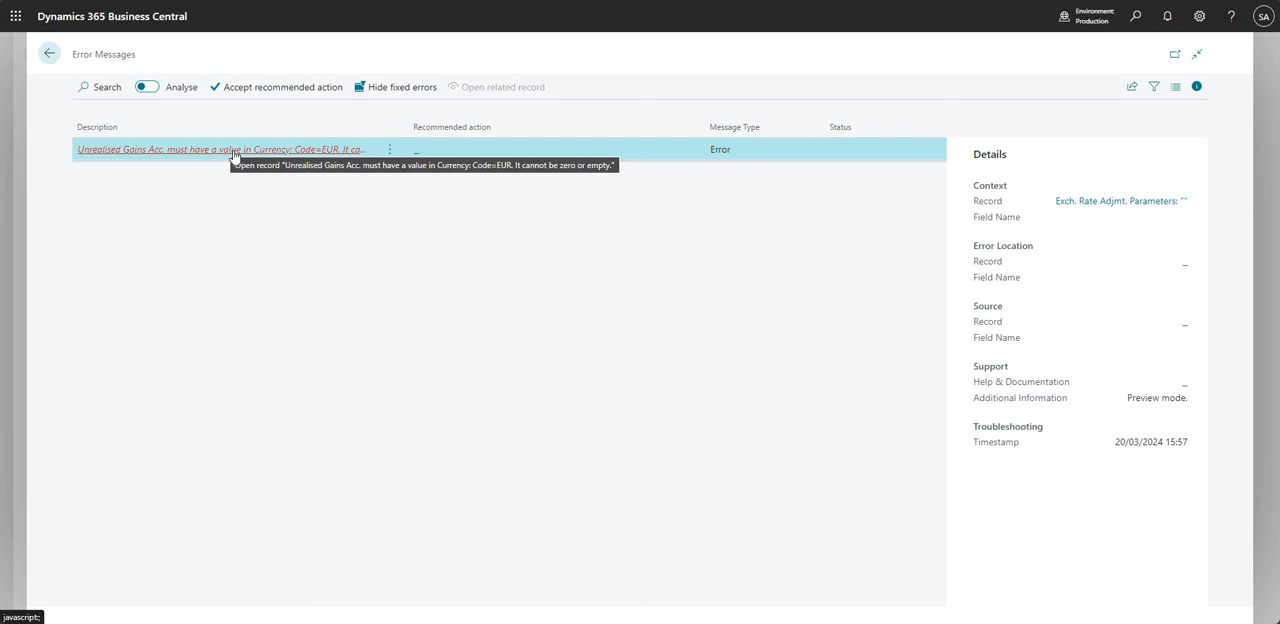 Dynamics 365 Business Central
Environment:
Production
SA
Error Messages
Search
Analyse
Accept recommended action
Hide fixed errors
Open related record
Description
Recommended action
Message Type
Status
Unrealised Gains Acc. must have a value in Currency: Code=EUR. It ca...
_
Error
Open record "Unrealised Gains Acc. must have a value in Currency: Code=EUR. It cannot be zero or empty."
Details
Context
Record Exch. Rate Adjmt. Parameters: ""
Field Name
Error Location
Record _
Field Name
Source
Record _
Field Name
Support
Help & Documentation _
Additional Information Preview mode.
Troubleshooting
Timestamp 20/03/2024 15:57
javascript:;